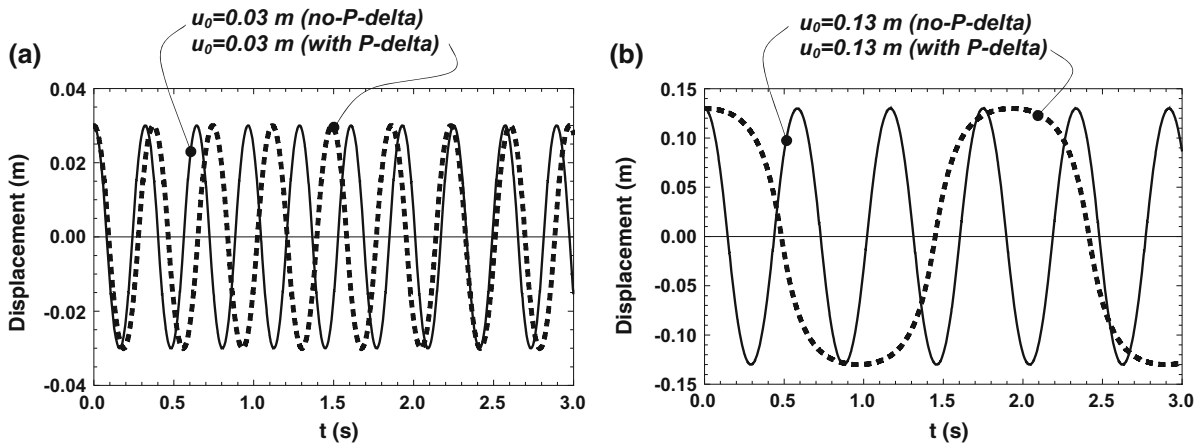 (a)
u0=0.03 m (no-P-delta)
u0=0.03 m (with P-delta)
0.04
0.02
0.00
-0.02
-0.04
Displacement (m)
0.0 0.5 1.0 1.5 2.0 2.5 3.0
t (s)
(b)
u0=0.13 m (no-P-delta)
u0=0.13 m (with P-delta)
0.15
0.10
0.05
0.00
-0.05
-0.10
-0.15
Displacement (m)
0.0 0.5 1.0 1.5 2.0 2.5 3.0
t (s)